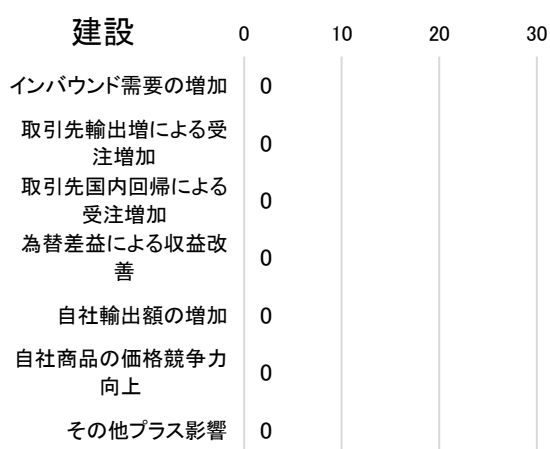 建設 0 10 20 30
インバウンド需要の増加 0
取引先輸出増による受
注増加 0
取引先国内回帰による
受注増加 0
為替差益による収益改
善 0
自社輸出額の増加 0
自社商品の価格競争力
向上 0
その他プラス影響 0